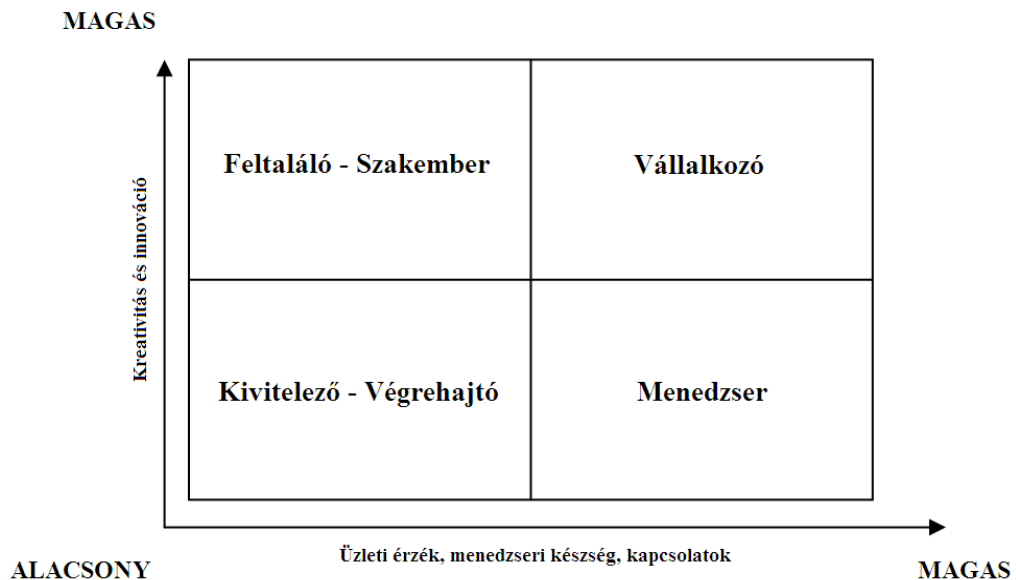 MAGAS
Feltaláló - Szakember
Vállalkozó
Kreativitás és innováció
Kivitelező - Végrehajtó
Menedzser
Üzleti érzék, menedzseri készség, kapcsolatok
ALACSONY
MAGAS